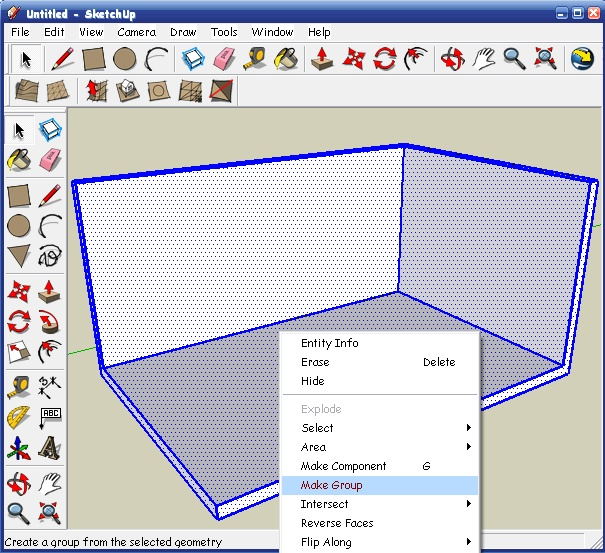 Untitled - SketchUp
File Edit View Camera Draw Tools Window Help
ABC
Entity Info
Erase Delete
Hide
Explode
Select
Area
Make Component G
Make Group
Intersect
Reverse Faces
Flip Along
Create a group from the selected geometry